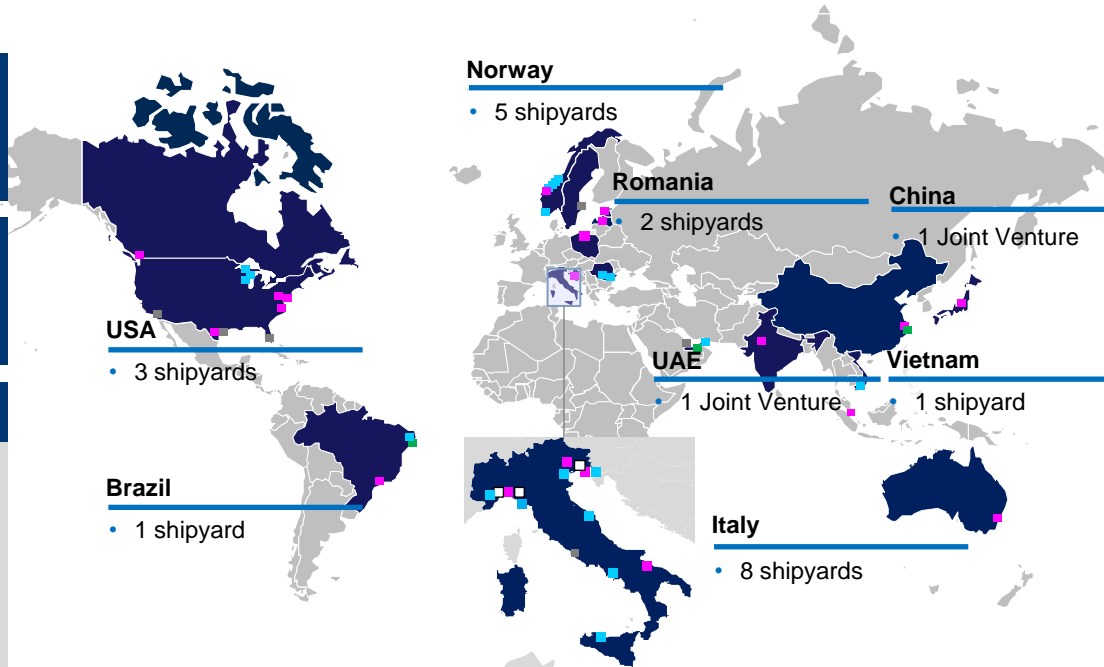 Norway
• 5 shipyards
Romania
• 2 shipyards
China
• 1 Joint Venture
USA
• 3 shipyards
UAE
• 1 Joint Venture
Vietnam
• 1 shipyard
Brazil
• 1 shipyard
Italy
• 8 shipyards